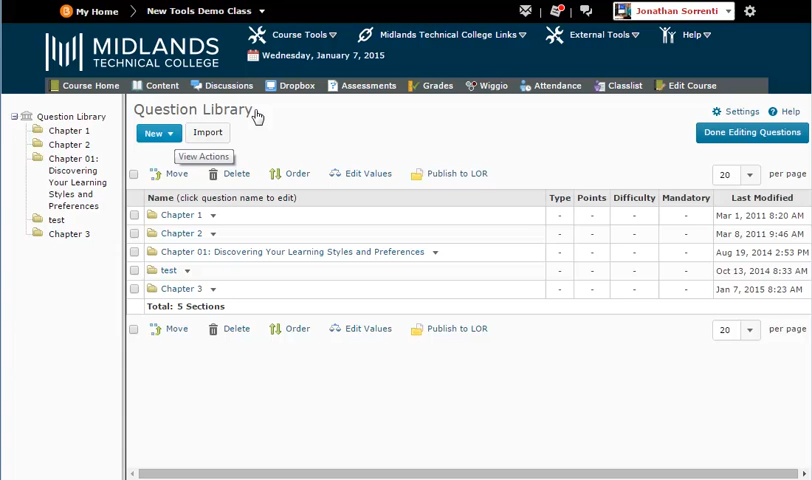 My Home New Tools Demo Class Jonathan Sorrenti
MIDLANDS
TECHNICAL COLLEGE
Course Tools Midlands Technical College Links External Tools Help
Wednesday, January 7, 2015
Course Home Content Discussions Dropbox Assessments Grades Wiggio Attendance Classlist Edit Course
Question Library
Chapter 1
Chapter 2
Chapter 01:
Discovering
Your Learning
Styles and
Preferences
test
Chapter 3
Question Library
Settings Help
New Import
Done Editing Questions
View Actions
Move Delete Order Edit Values Publish to LOR 20 per page
Name (click question name to edit) Type Points Difficulty Mandatory Last Modified
Chapter 1 - - - - Mar 1, 2011 8:20 AM
Chapter 2 - - - - Mar 8, 2011 9:46 AM
Chapter 01: Discovering Your Learning Styles and Preferences - - - - Aug 19, 2014 2:53 PM
test - - - - Oct 13, 2014 8:33 AM
Chapter 3 - - - - Jan 7, 2015 8:23 AM
Total: 5 Sections
Move Delete Order Edit Values Publish to LOR 20 per page